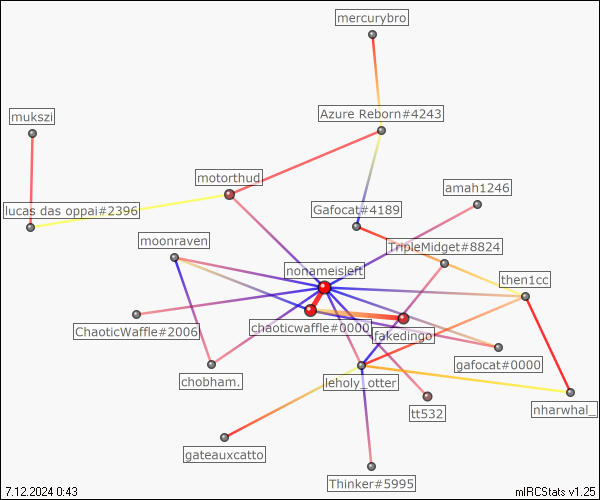 mercurybro
Azure Reborn#4243
mukszi
motorthud
amah1246
lucas das oppai#2396
Gafocat#4189
moonraven
TripleMidget#8824
nonameisleft
then1cc
chaoticwaffle#0000
ChaoticWaffle#2006
fakedingo
gafocat#0000
chobham.
leholy_otter
tt532
nharwhal_
gateauxcatto
Thinker#5995
7.12.2024 0:43
mIRCStats v1.25